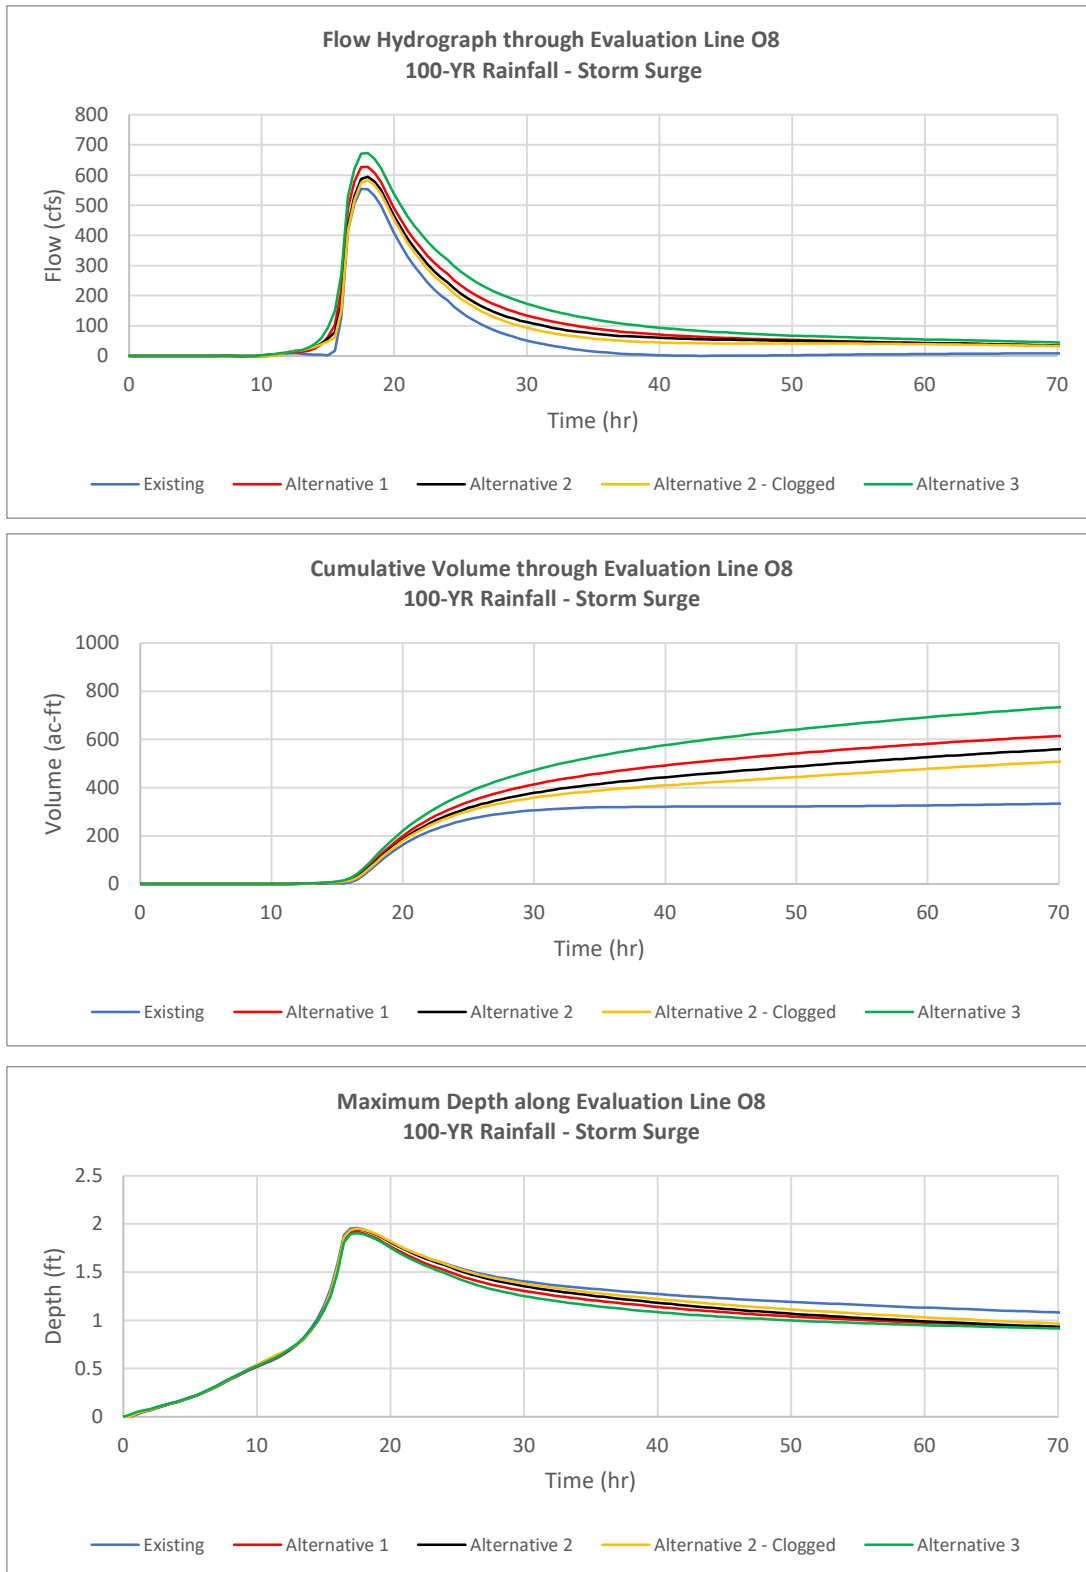 Flow Hydrograph through Evaluation Line O8
100-YR Rainfall - Storm Surge
800
700
600
500
400
300
200
100
0
Flow (cfs)
0 10 20 30 40 50 60 70
Time (hr)
Existing Alternative 1 Alternative 2 Alternative 2 - Clogged Alternative 3
Cumulative Volume through Evaluation Line O8
100-YR Rainfall - Storm Surge
1000
800
600
400
200
0
Volume (ac-ft)
0 10 20 30 40 50 60 70
Time (hr)
Existing Alternative 1 Alternative 2 Alternative 2 - Clogged Alternative 3
Maximum Depth along Evaluation Line O8
100-YR Rainfall - Storm Surge
2.5
2
1.5
1
0.5
0
Depth (ft)
0 10 20 30 40 50 60 70
Time (hr)
Existing Alternative 1 Alternative 2 Alternative 2 - Clogged Alternative 3